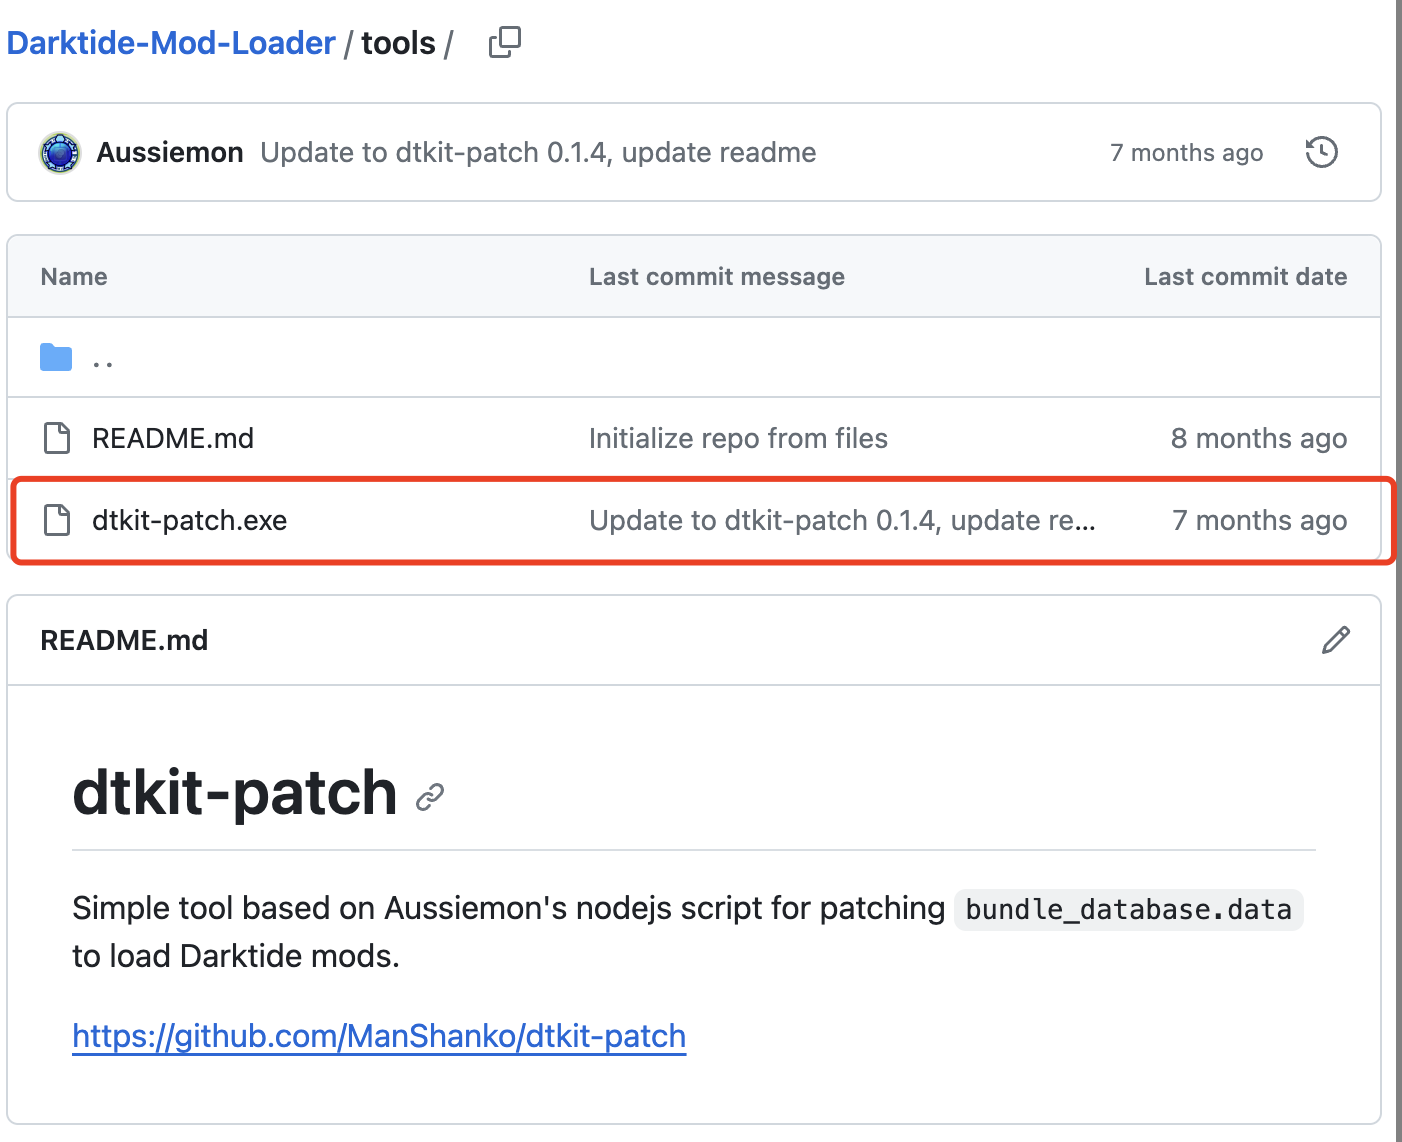 Darktide-Mod-Loader / tools /
Aussiemon Update to dtkit-patch 0.1.4, update readme 7 months ago
Name Last commit message Last commit date
..
README.md Initialize repo from files 8 months ago
dtkit-patch.exe Update to dtkit-patch 0.1.4, update re... 7 months ago
README.md
dtkit-patch
Simple tool based on Aussiemon's nodejs script for patching bundle_database.data
to load Darktide mods.
https://github.com/ManShanko/dtkit-patch